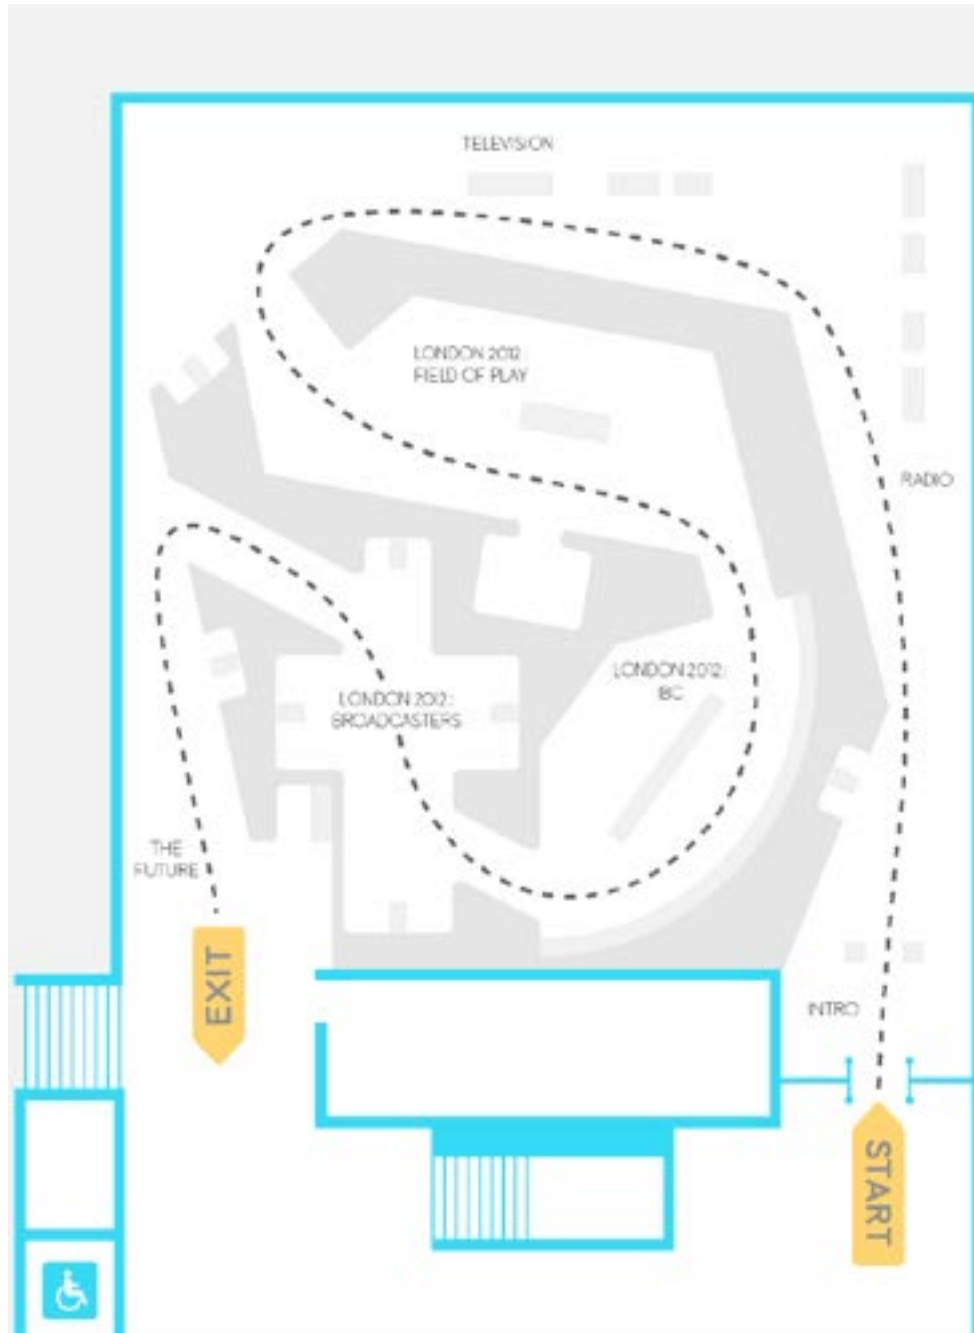 TELEVISION
LONDON 2012:
FIELD OF PLAY
RADIO
LONDON 2012:
IBC
LONDON 2012:
BROADCASTERS
THE
FUTURE
EXIT
INTRO
START